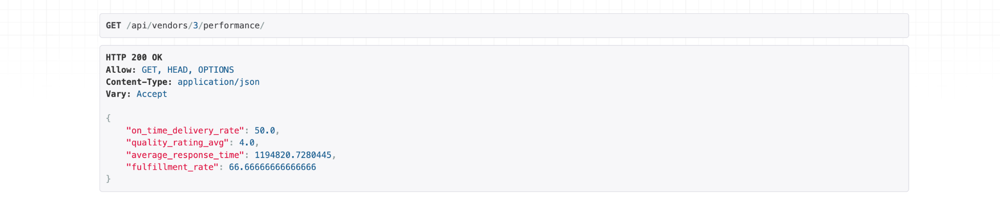 GET /api/vendors/3/performance/
HTTP 200 OK
Allow: GET, HEAD, OPTIONS
Content-Type: application/json
Vary: Accept
{
    "on_time_delivery_rate": 50.0,
    "quality_rating_avg": 4.0,
    "average_response_time": 1194820.7280445,
    "fulfillment_rate": 66.66666666666666
}